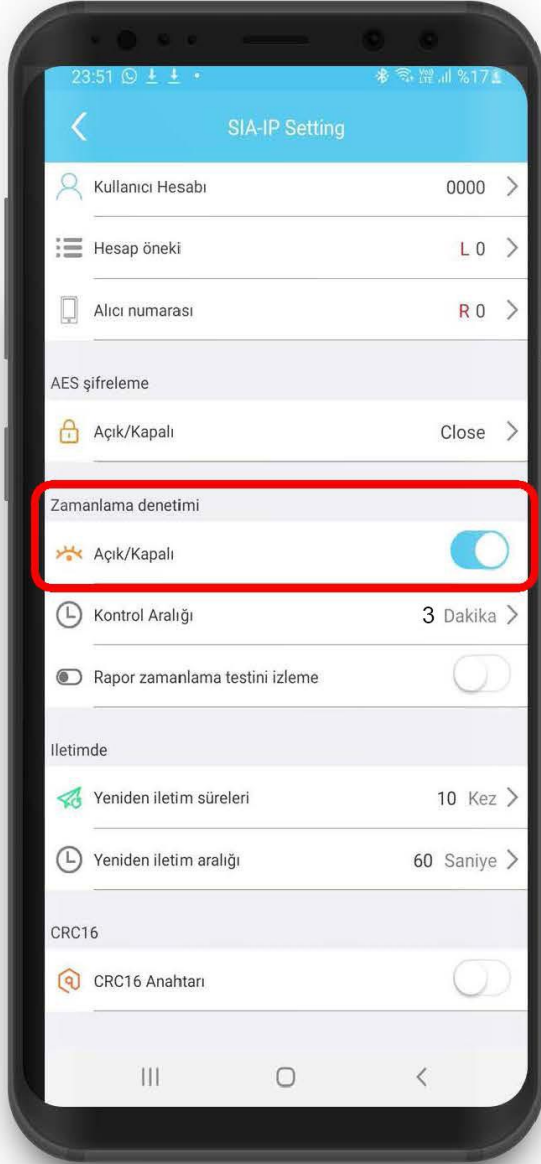 23:51 %17
SIA-IP Setting
Kullanıcı Hesabı 0000
Hesap öneki L 0
Alıcı numarası R 0
AES şifreleme
Açık/Kapalı Close
Zamanlama denetimi
Açık/Kapalı
Kontrol Aralığı 3 Dakika
Rapor zamanlama testini izleme
Iletimde
Yeniden iletim süreleri 10 Kez
Yeniden iletim aralığı 60 Saniye
CRC16
CRC16 Anahtarı